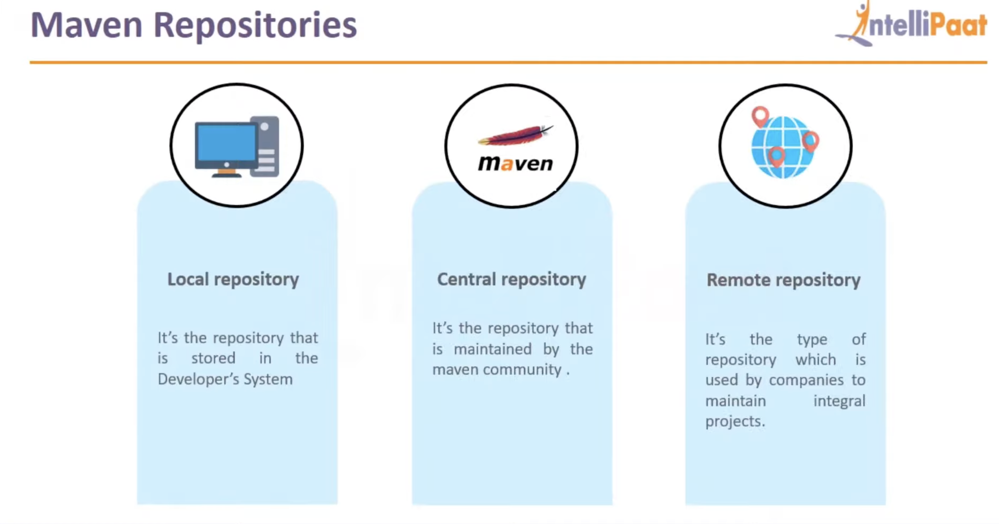 Maven Repositories
IntelliPaat
maven
Local repository
It’s the repository that
is stored in the
Developer’s System
Central repository
It’s the repository that
is maintained by the
maven community .
Remote repository
It’s the type of
repository which is
used by companies to
maintain integral
projects.